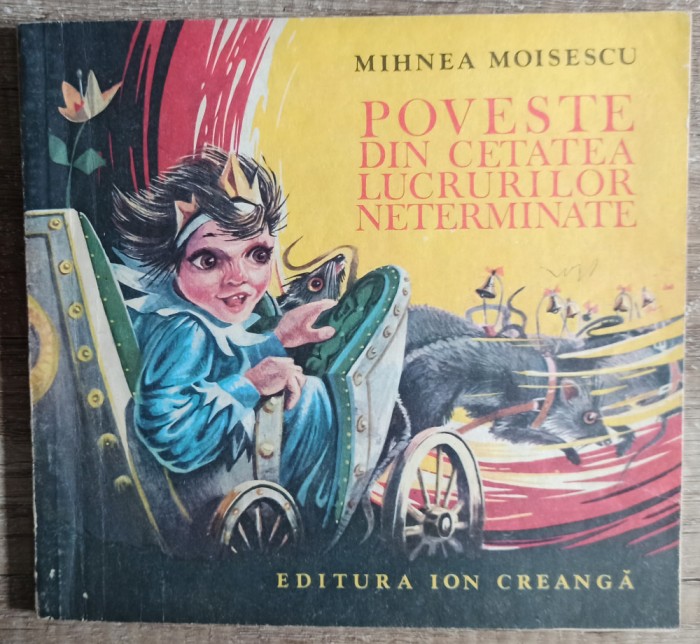 MIHNEA MOISESCU
POVESTE
DIN CETATEA
LUCRURILOR
NETERMINATE
EDITURA ION CREANGĂ